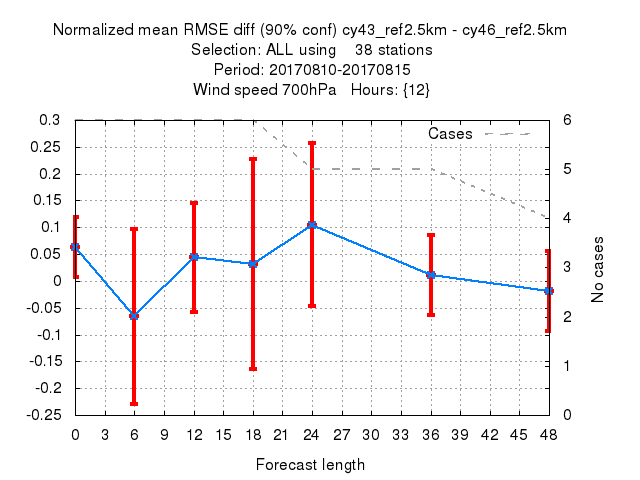 Normalized mean RMSE diff (90% conf) cy43_ref2.5km - cy46_ref2.5km
Selection: ALL using    38 stations
Period: 20170810-20170815
Wind speed 700hPa   Hours: {12}
Cases
0.3
0.25
0.2
0.15
0.1
0.05
0
-0.05
-0.1
-0.15
-0.2
-0.25
6
5
4
3
2
1
0
No cases
0 3 6 9 12 15 18 21 24 27 30 33 36 39 42 45 48
Forecast length